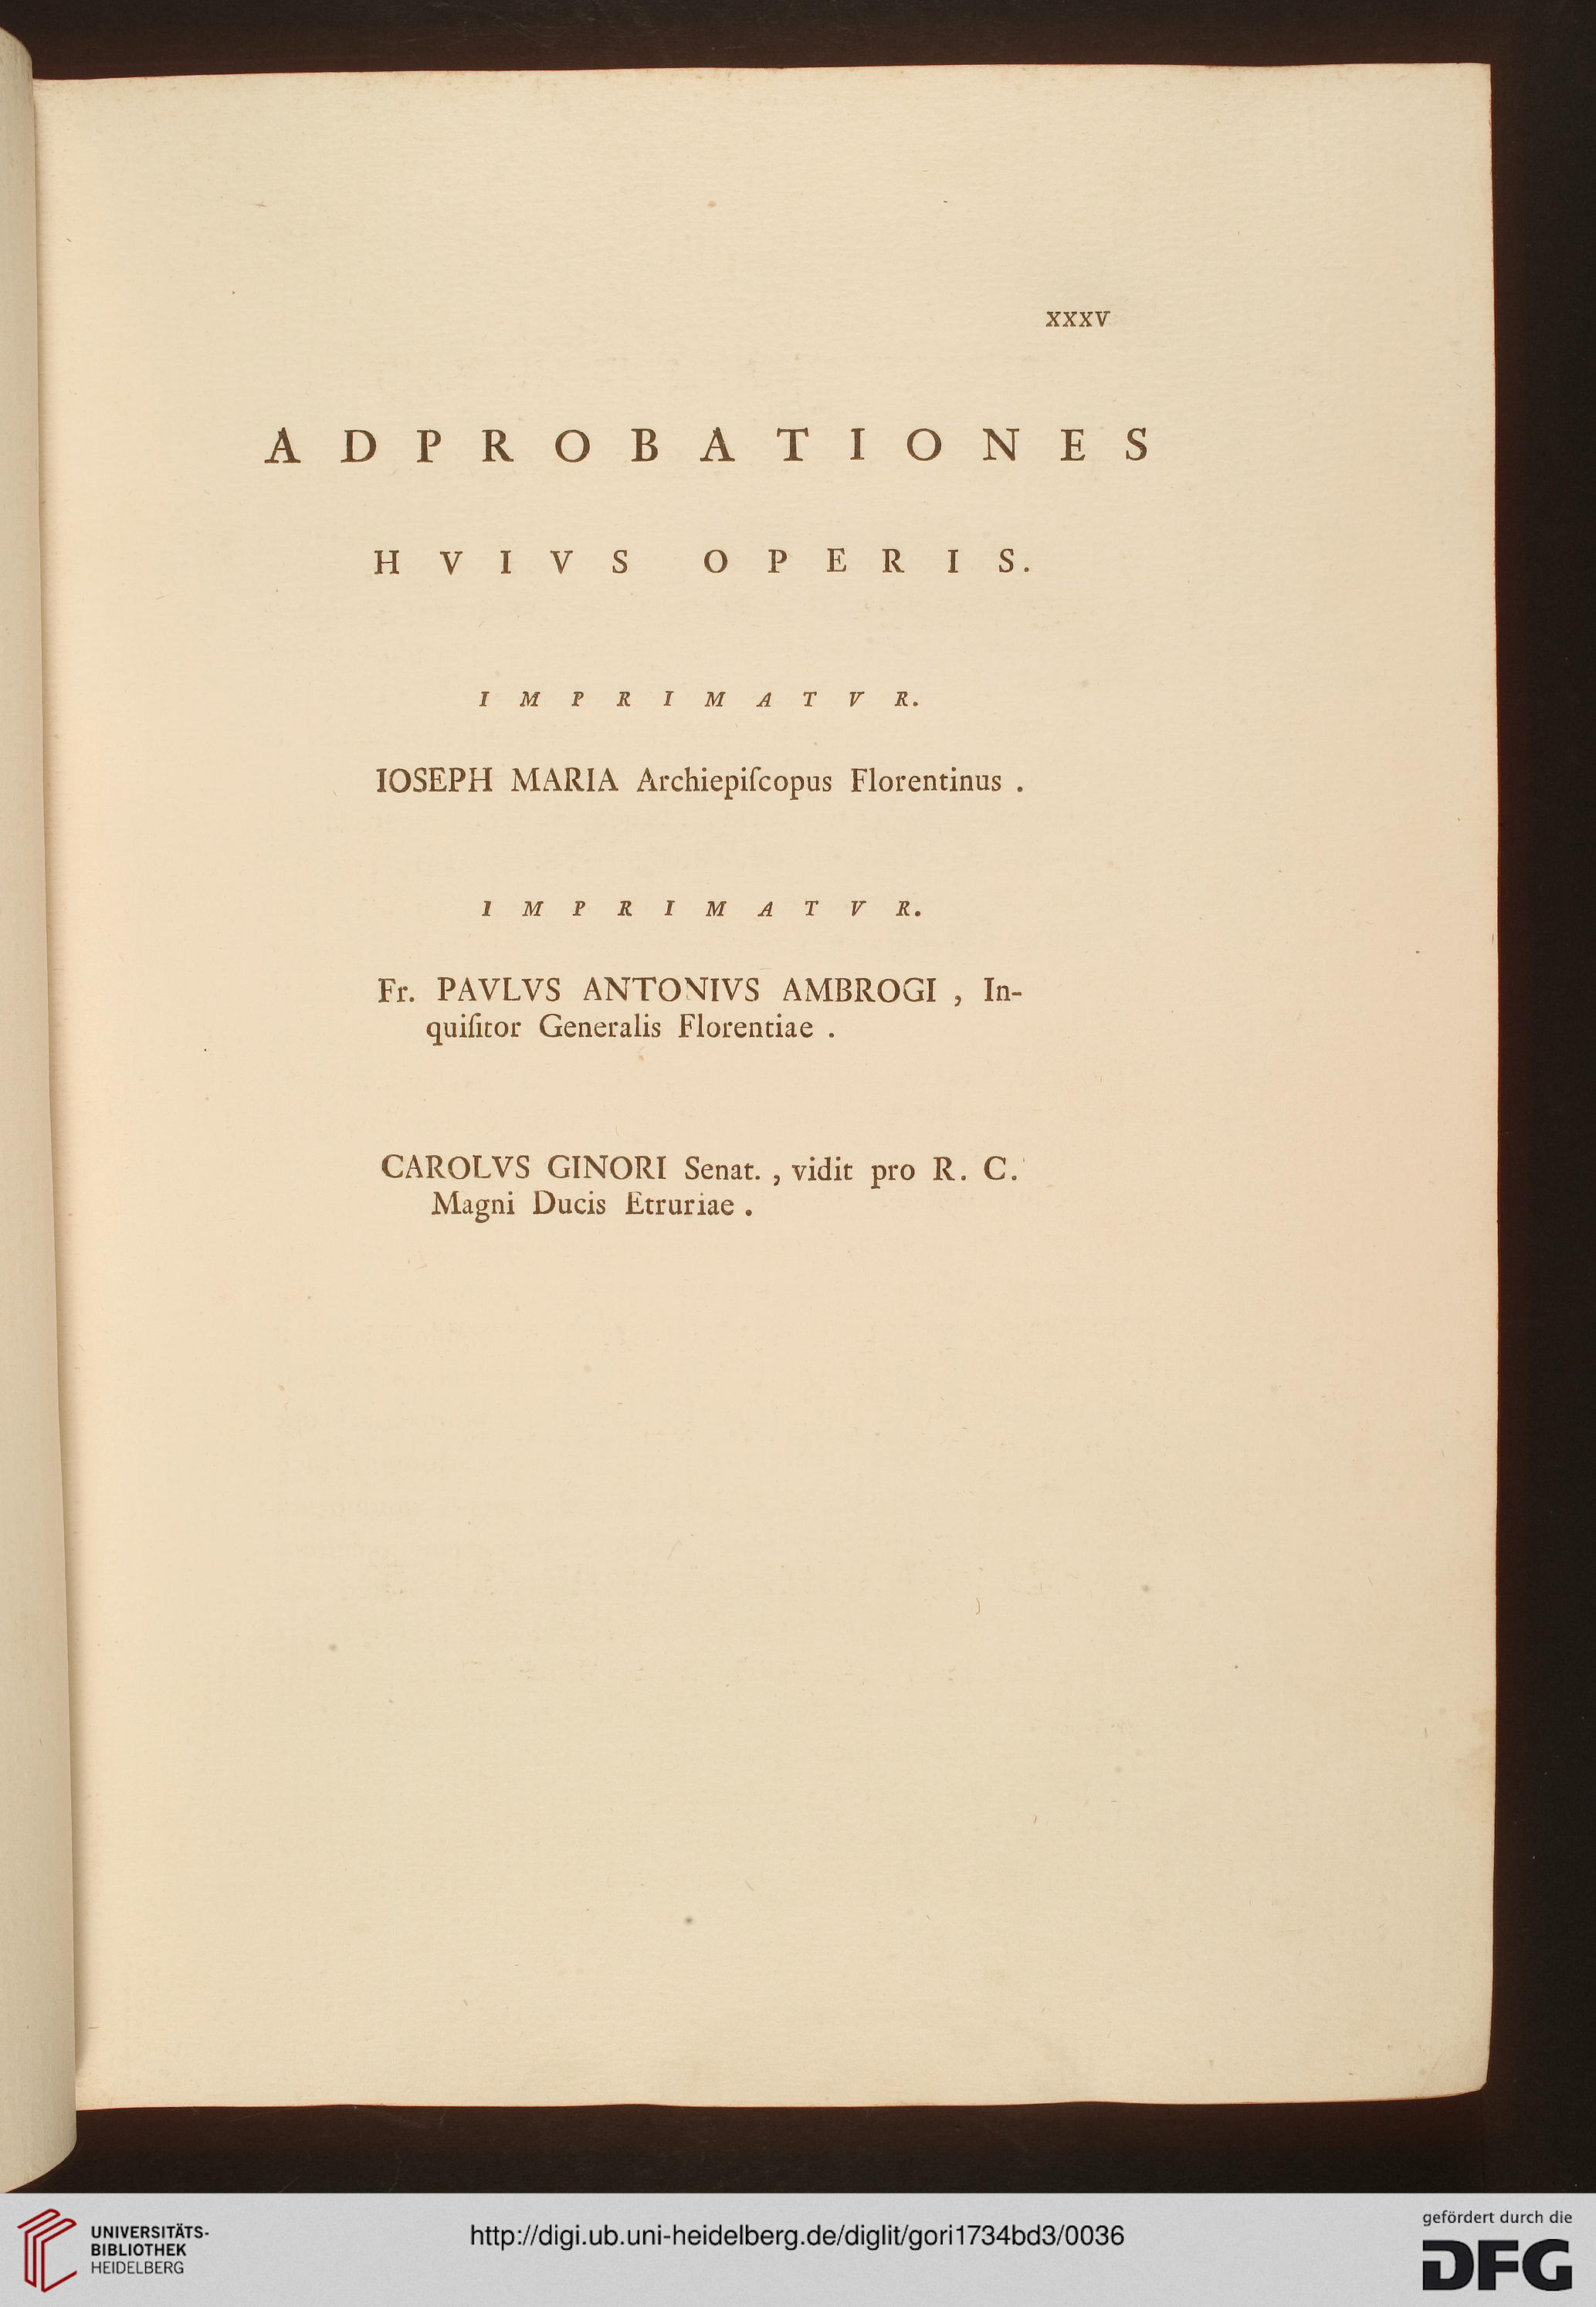 XXXV
ADPROBATIONES
HVIVS OPERIS.
IMPRIMATVR.
IOSEPH MARIA Archiepiſcopus Florentinus .
IMPRIMATVR.
Fr. PAVLVS ANTONIVS AMBROGI , In-
quiſitor Generalis Florentiae .
CAROLVS GINORI Senat. , vidit pro R. C.
Magni Ducis Etruriae .
UNIVERSITÄTS-
BIBLIOTHEK
HEIDELBERG
http://digi.ub.uni-heidelberg.de/diglit/gori1734bd3/0036
gefördert durch die
DFG